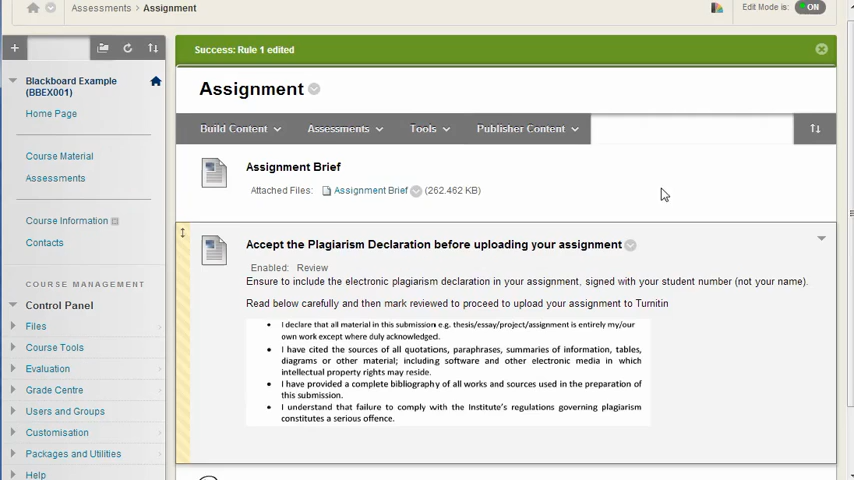 Assessments > Assignment
Edit Mode is: ON
Success: Rule 1 edited
Blackboard Example (BBEX001)
Home Page
Course Material
Assessments
Course Information
Contacts
COURSE MANAGEMENT
Control Panel
Files
Course Tools
Evaluation
Grade Centre
Users and Groups
Customisation
Packages and Utilities
Help
Assignment
Build Content Assessments Tools Publisher Content
Assignment Brief
Attached Files: Assignment Brief (262.462 KB)
Accept the Plagiarism Declaration before uploading your assignment
Enabled: Review
Ensure to include the electronic plagiarism declaration in your assignment, signed with your student number (not your name).
Read below carefully and then mark reviewed to proceed to upload your assignment to Turnitin
• I declare that all material in this submission e.g. thesis/essay/project/assignment is entirely my/our
own work except where duly acknowledged.
• I have cited the sources of all quotations, paraphrases, summaries of information, tables,
diagrams or other material; including software and other electronic media in which
intellectual property rights may reside.
• I have provided a complete bibliography of all works and sources used in the preparation of
this submission.
• I understand that failure to comply with the Institute's regulations governing plagiarism
constitutes a serious offence.